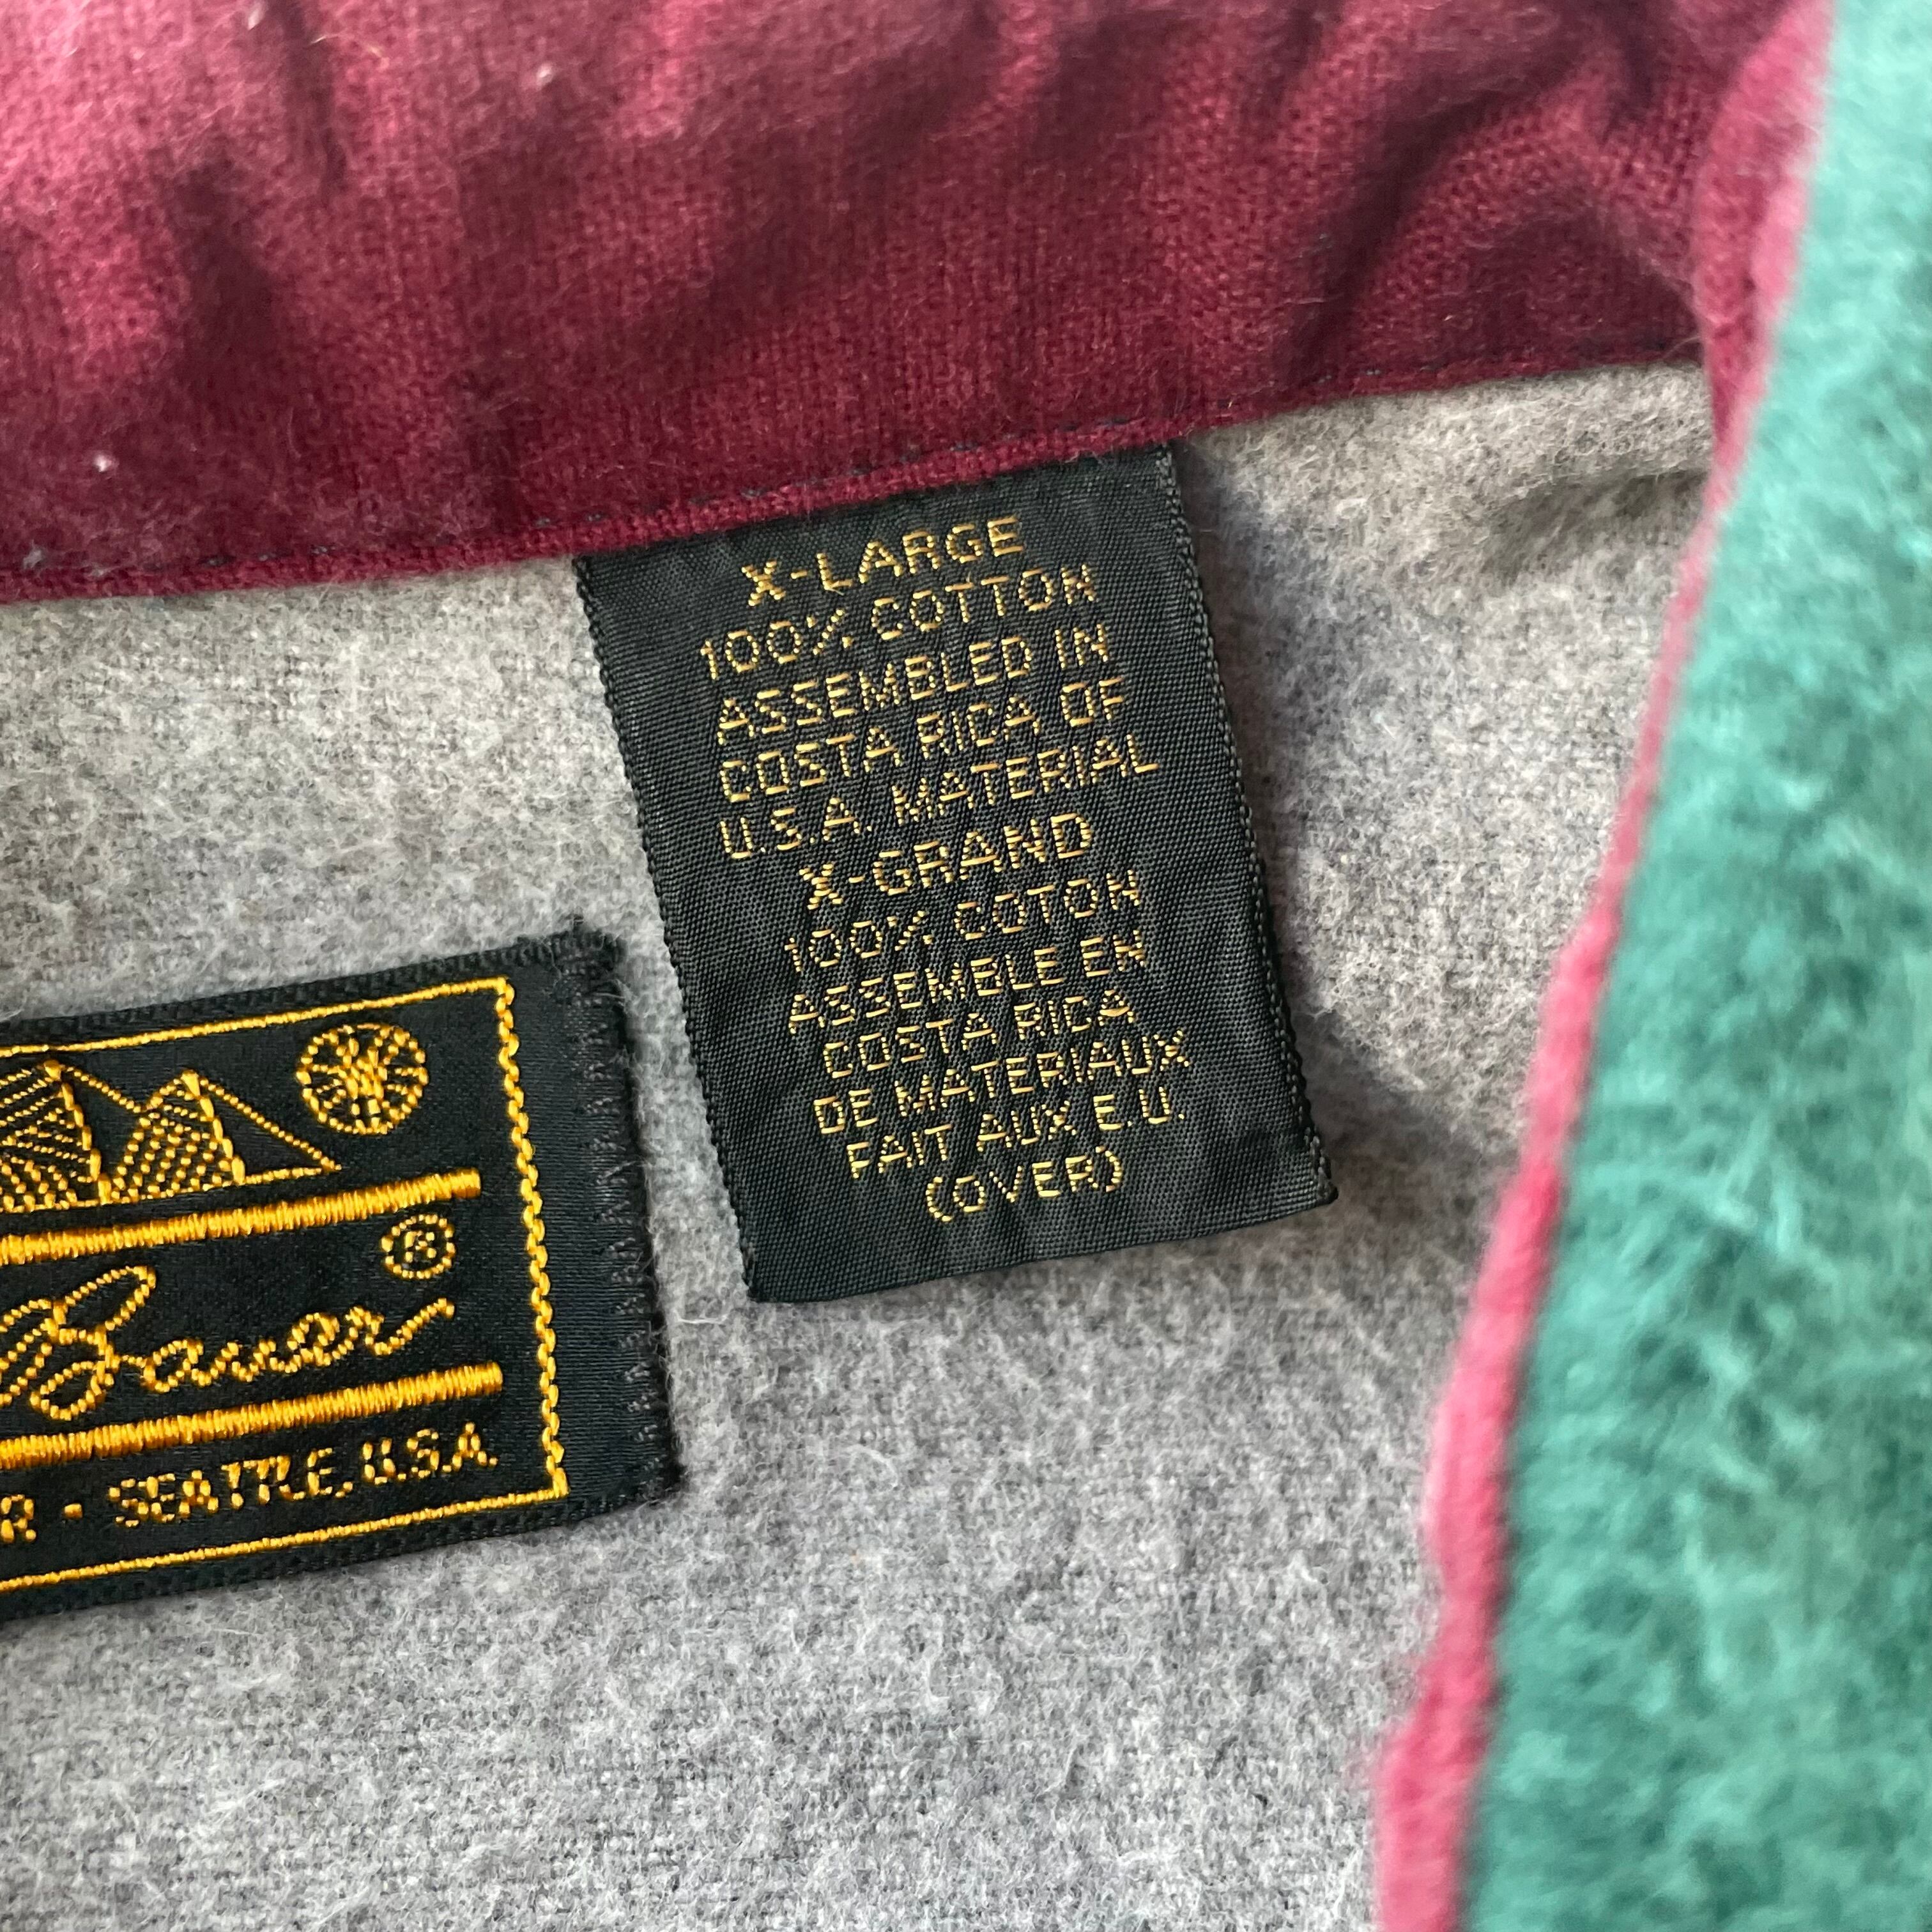 X-LARGE
100% COTTON
ASSEMBLED IN
COSTA RICA OF
U.S.A. MATERIAL
X-GRAND
100% COTON
ASSEMBLE EN
COSTA RICA
DE MATERIAUX
FAIT AUX E.U.
(OVER)
®
Bauer
R - SEATTLE, U.S.A.